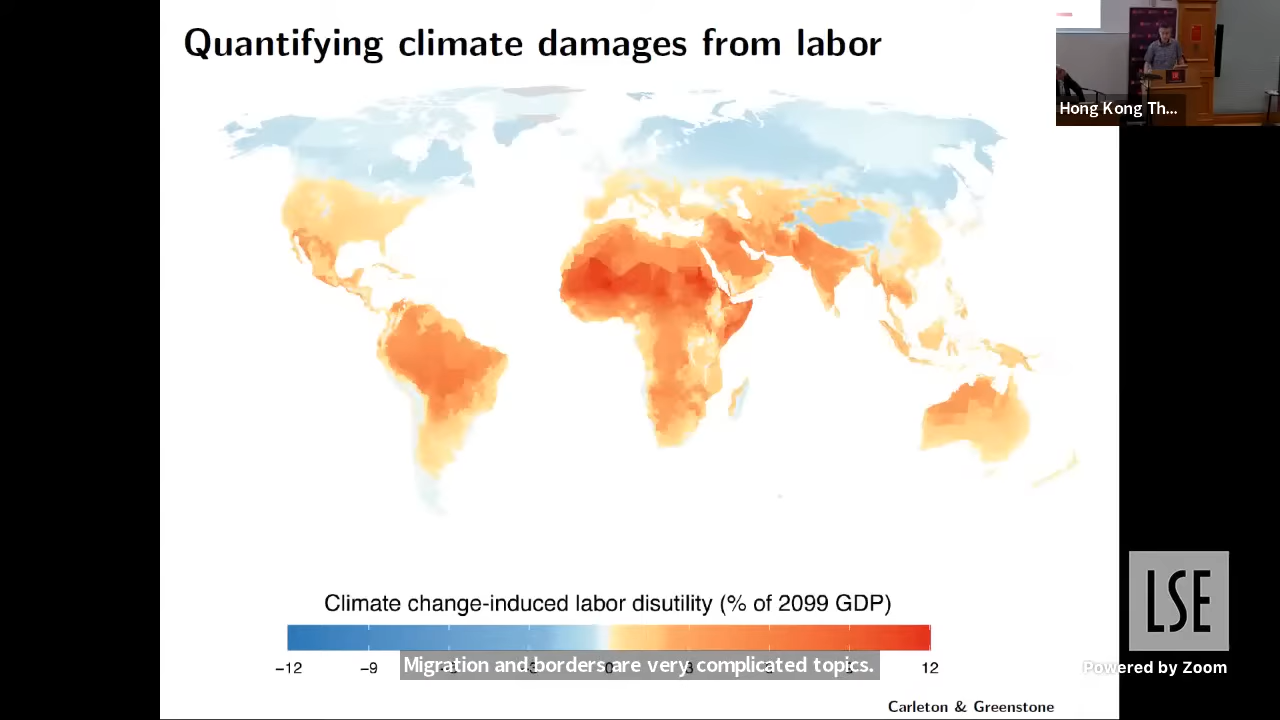 Quantifying climate damages from labor
Hong Kong Th...
Climate change-induced labor disutility (% of 2099 GDP)
−12 −9 0 12
Migration and borders are very complicated topics.
LSE
Powered by Zoom
Carleton & Greenstone